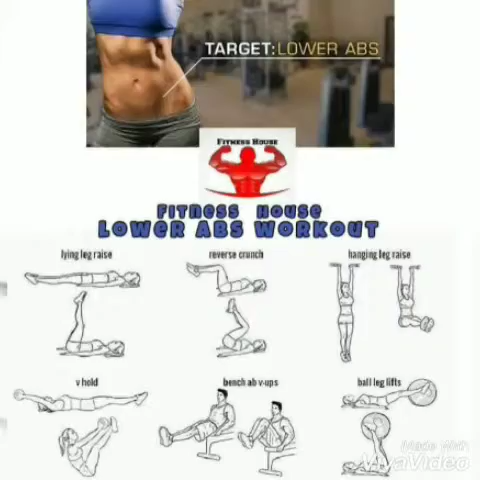 TARGET: LOWER ABS
FITNESS HOUSE
FITNESS HOUSE
LOWER ABS WORKOUT
lying leg raise
reverse crunch
hanging leg raise
v hold
bench ab v-ups
ball leg lifts
Made With
VivaVideo